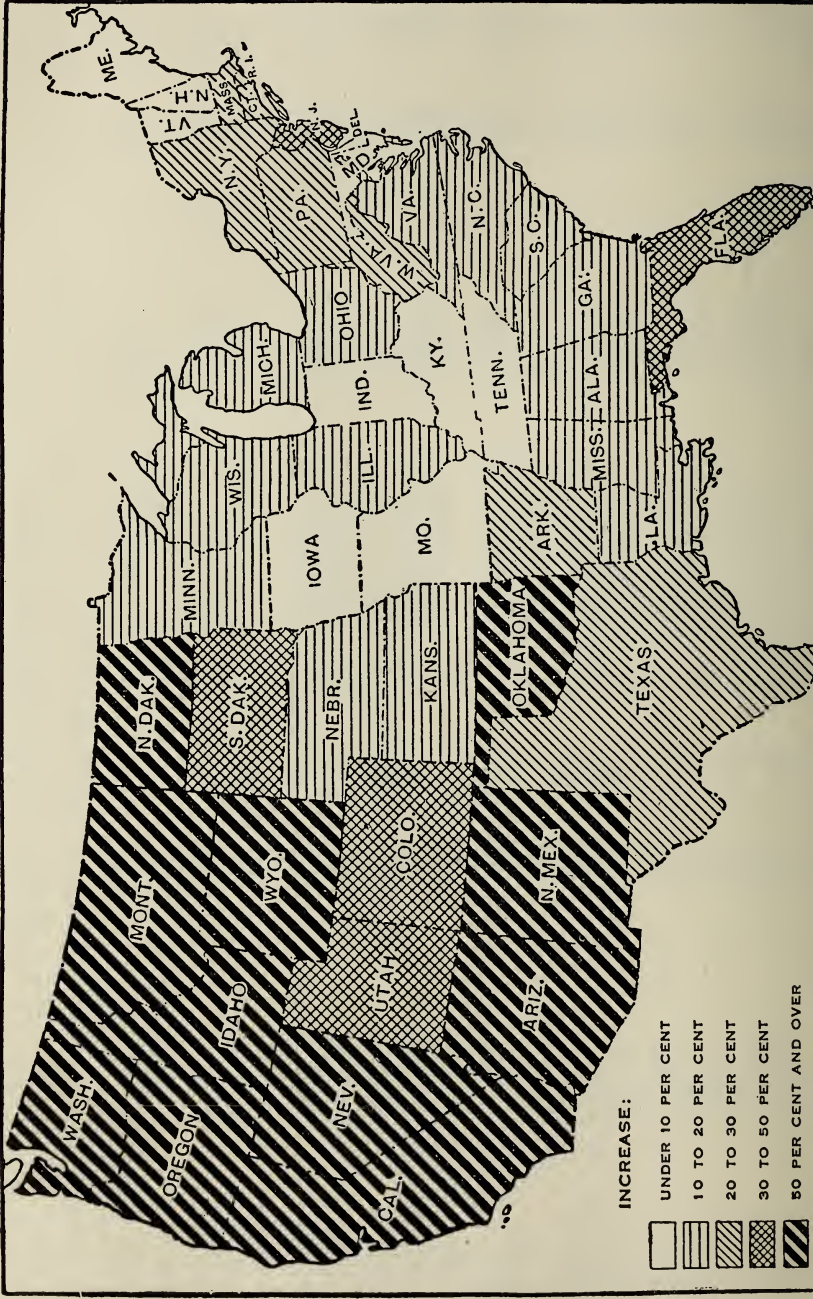 WASH.
OREGON
CAL.
NEV.
IDAHO
MONT.
WYO.
UTAH
COLO.
ARIZ.
N.MEX.
N.DAK.
S.DAK.
NEBR.
KANS.
OKLAHOMA
TEXAS
MINN.
IOWA
MO.
ARK.
LA.
WIS.
ILL.
MICH.
IND.
OHIO
KY.
TENN.
MISS.
ALA.
GA.
FLA.
S.C.
N.C.
VA.
W.VA.
MD.
DEL.
PA.
N.J.
N.Y.
CT.
R.I.
MASS.
VT.
N.H.
ME.
INCREASE:
UNDER 10 PER CENT
10 TO 20 PER CENT
20 TO 30 PER CENT
30 TO 50 PER CENT
50 PER CENT AND OVER